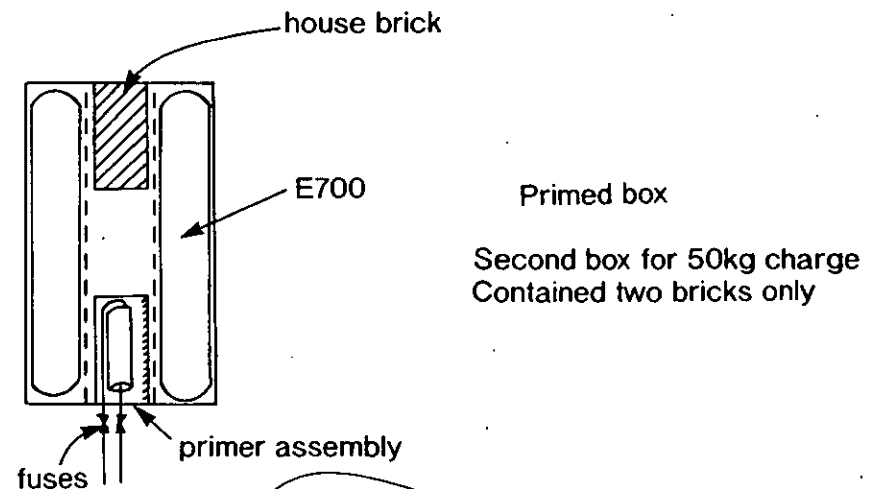 house brick
E700
Primed box
Second box for 50kg charge
Contained two bricks only
primer assembly
fuses